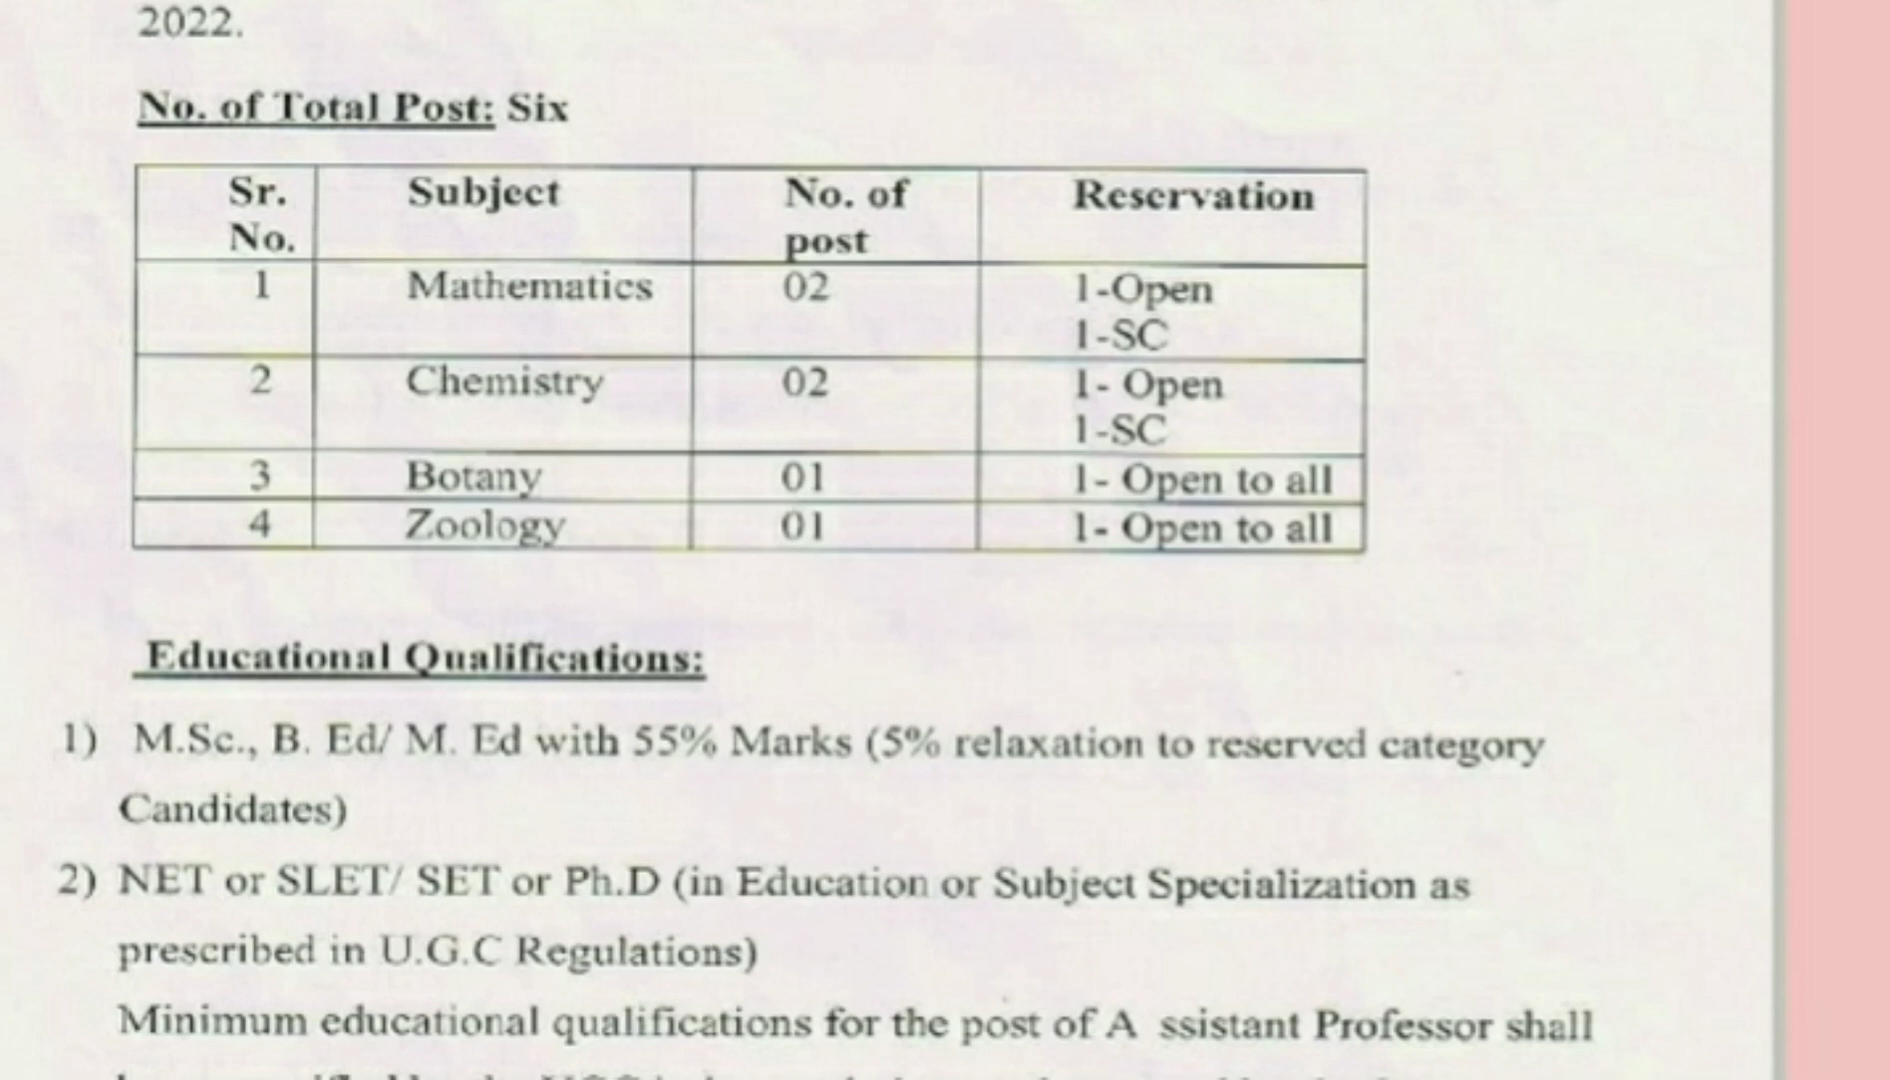 2022.
No. of Total Post: Six
Sr. No. Subject No. of post Reservation
1 Mathematics 02 1-Open
1-SC
2 Chemistry 02 1- Open
1-SC
3 Botany 01 1- Open to all
4 Zoology 01 1- Open to all
Educational Qualifications:
1) M.Sc., B. Ed/ M. Ed with 55% Marks (5% relaxation to reserved category
Candidates)
2) NET or SLET/ SET or Ph.D (in Education or Subject Specialization as
prescribed in U.G.C Regulations)
Minimum educational qualifications for the post of A ssistant Professor shall